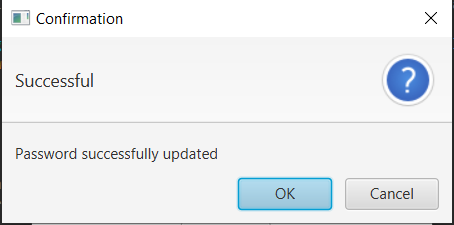 Confirmation
Successful
?
Password successfully updated
OK Cancel